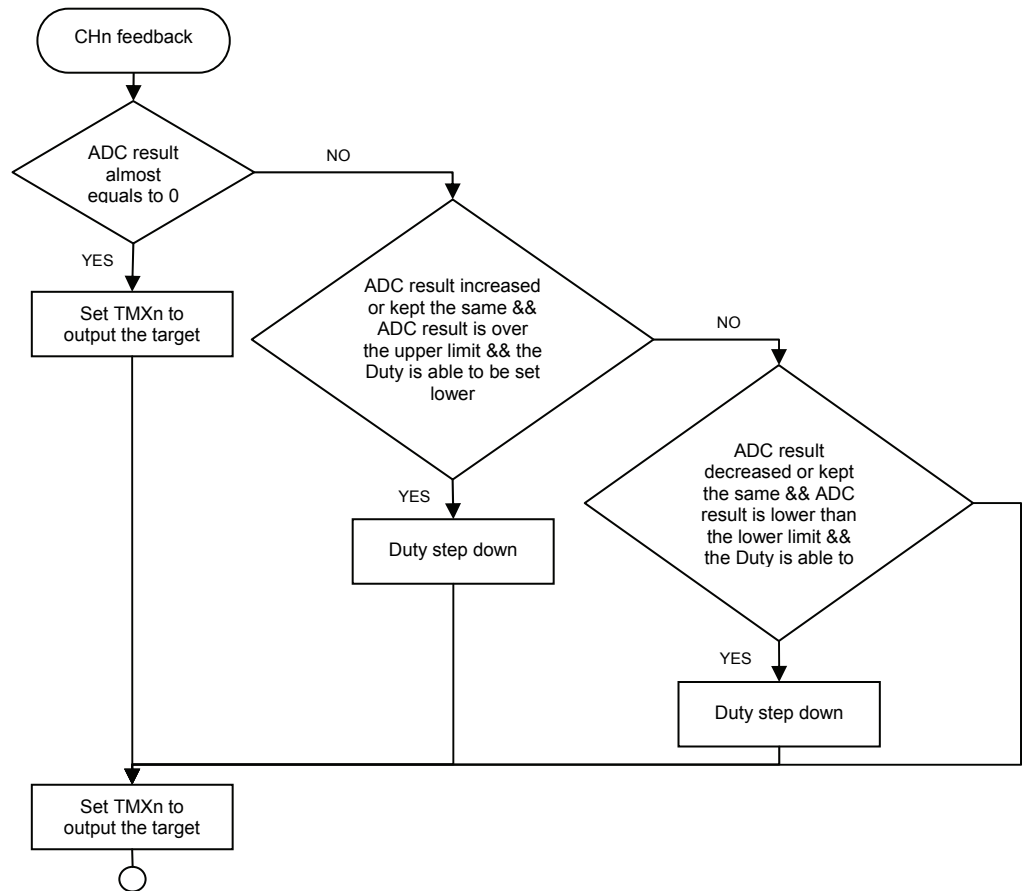 CHn feedback
ADC result
almost
equals to 0
NO
YES
Set TMXn to
output the target
ADC result increased
or kept the same &&
ADC result is over
the upper limit && the
Duty is able to be set
lower
NO
YES
Duty step down
ADC result
decreased or kept
the same && ADC
result is lower than
the lower limit &&
the Duty is able to
YES
Duty step down
Set TMXn to
output the target